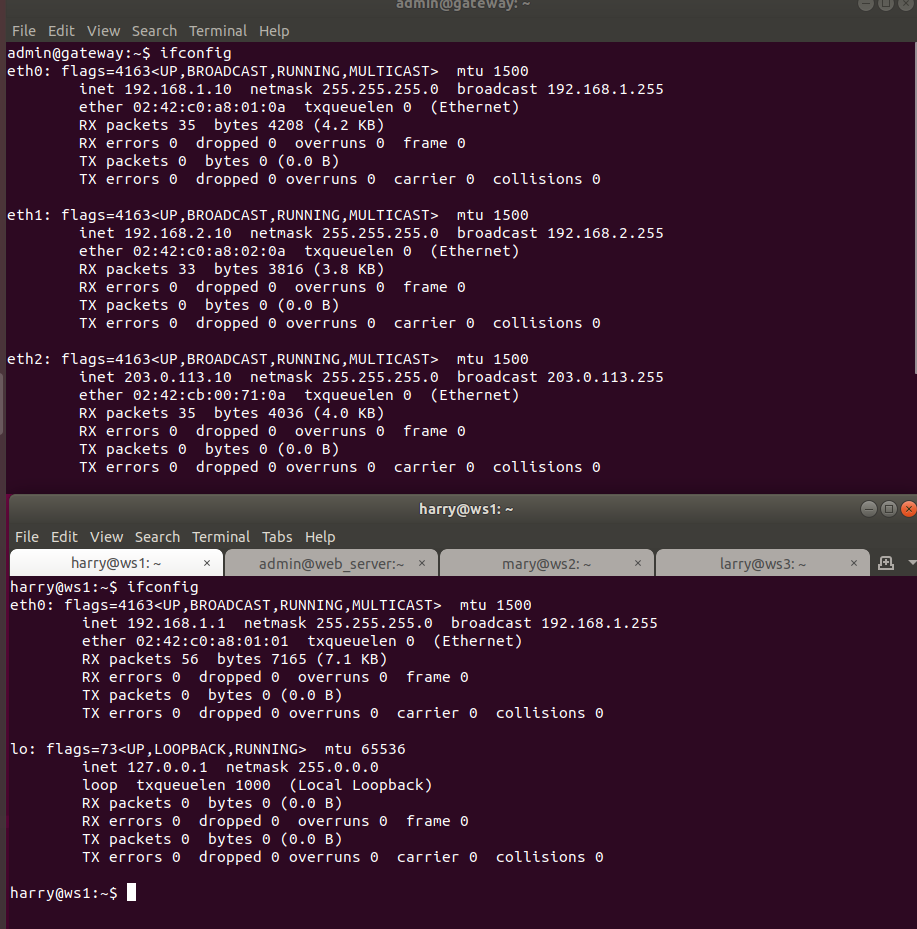 admin@gateway: ~
File Edit View Search Terminal Help
admin@gateway:~$ ifconfig
eth0: flags=4163<UP,BROADCAST,RUNNING,MULTICAST>  mtu 1500
        inet 192.168.1.10  netmask 255.255.255.0  broadcast 192.168.1.255
        ether 02:42:c0:a8:01:0a  txqueuelen 0  (Ethernet)
        RX packets 35  bytes 4208 (4.2 KB)
        RX errors 0  dropped 0  overruns 0  frame 0
        TX packets 0  bytes 0 (0.0 B)
        TX errors 0  dropped 0 overruns 0  carrier 0  collisions 0
eth1: flags=4163<UP,BROADCAST,RUNNING,MULTICAST>  mtu 1500
        inet 192.168.2.10  netmask 255.255.255.0  broadcast 192.168.2.255
        ether 02:42:c0:a8:02:0a  txqueuelen 0  (Ethernet)
        RX packets 33  bytes 3816 (3.8 KB)
        RX errors 0  dropped 0  overruns 0  frame 0
        TX packets 0  bytes 0 (0.0 B)
        TX errors 0  dropped 0 overruns 0  carrier 0  collisions 0
eth2: flags=4163<UP,BROADCAST,RUNNING,MULTICAST>  mtu 1500
        inet 203.0.113.10  netmask 255.255.255.0  broadcast 203.0.113.255
        ether 02:42:cb:00:71:0a  txqueuelen 0  (Ethernet)
        RX packets 35  bytes 4036 (4.0 KB)
        RX errors 0  dropped 0  overruns 0  frame 0
        TX packets 0  bytes 0 (0.0 B)
        TX errors 0  dropped 0 overruns 0  carrier 0  collisions 0
harry@ws1: ~
File Edit View Search Terminal Tabs Help
harry@ws1: ~ × admin@web_server:~ × mary@ws2: ~ × larry@ws3: ~ ×
harry@ws1:~$ ifconfig
eth0: flags=4163<UP,BROADCAST,RUNNING,MULTICAST>  mtu 1500
        inet 192.168.1.1  netmask 255.255.255.0  broadcast 192.168.1.255
        ether 02:42:c0:a8:01:01  txqueuelen 0  (Ethernet)
        RX packets 56  bytes 7165 (7.1 KB)
        RX errors 0  dropped 0  overruns 0  frame 0
        TX packets 0  bytes 0 (0.0 B)
        TX errors 0  dropped 0 overruns 0  carrier 0  collisions 0
lo: flags=73<UP,LOOPBACK,RUNNING>  mtu 65536
        inet 127.0.0.1  netmask 255.0.0.0
        loop  txqueuelen 1000  (Local Loopback)
        RX packets 0  bytes 0 (0.0 B)
        RX errors 0  dropped 0  overruns 0  frame 0
        TX packets 0  bytes 0 (0.0 B)
        TX errors 0  dropped 0 overruns 0  carrier 0  collisions 0
harry@ws1:~$